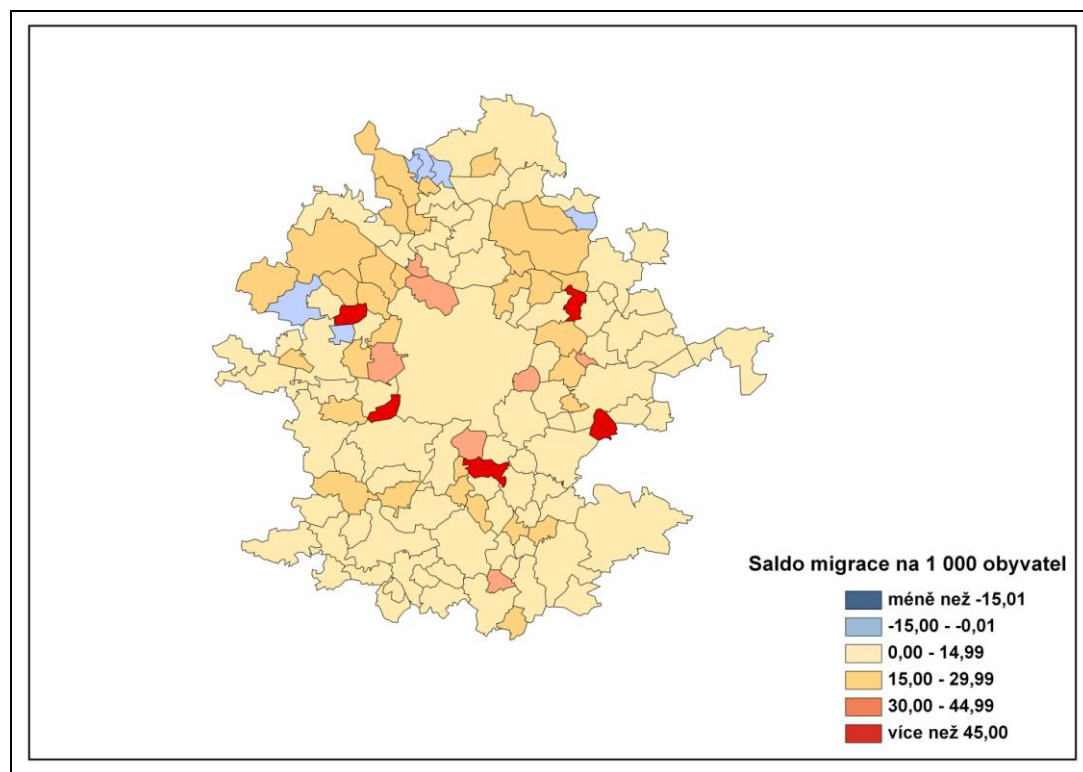 Saldo migrace na 1 000 obyvatel
méně než -15,01
-15,00 - -0,01
0,00 - 14,99
15,00 - 29,99
30,00 - 44,99
více než 45,00